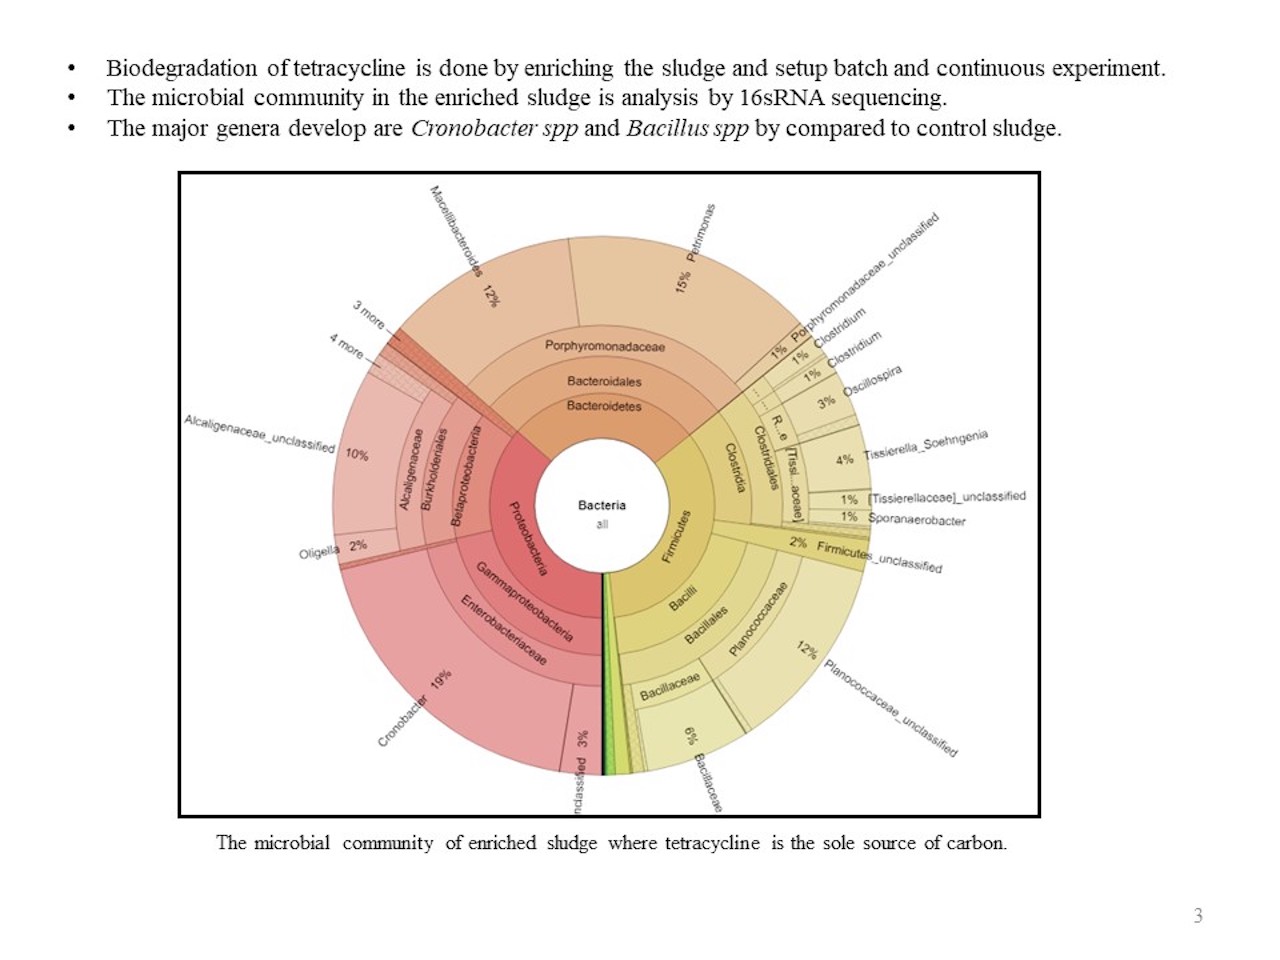 • Biodegradation of tetracycline is done by enriching the sludge and setup batch and continuous experiment.
• The microbial community in the enriched sludge is analysis by 16sRNA sequencing.
• The major genera develop are Cronobacter spp and Bacillus spp by compared to control sludge.
Macellibacteroides 12%
15% Petrimonas
1% Porphyromonadaceae_unclassified
1% Clostridium
1% Clostridium
3% Oscillospira
4% Tissierella_Soehngenia
1% [Tissierellaceae]_unclassified
1% Sporanaerobacter
2% Firmicutes_unclassified
12% Planococcaceae_unclassified
6% Bacillaceae
nclassified 3%
Cronobacter 19%
Oligella 2%
Alcaligenaceae_unclassified 10%
4 more
3 more
Porphyromonadaceae
Bacteroidales
Bacteroidetes
Clostridia
Clostridiales
R...e
[Tissi...aceae]
... ...
Firmicutes
Bacilli
Bacillales
Planococcaceae
Bacillaceae
Proteobacteria
Gammaproteobacteria
Enterobacteriaceae
Betaproteobacteria
Burkholderiales
Alcaligenaceae
Bacteria
all
The microbial community of enriched sludge where tetracycline is the sole source of carbon.
3